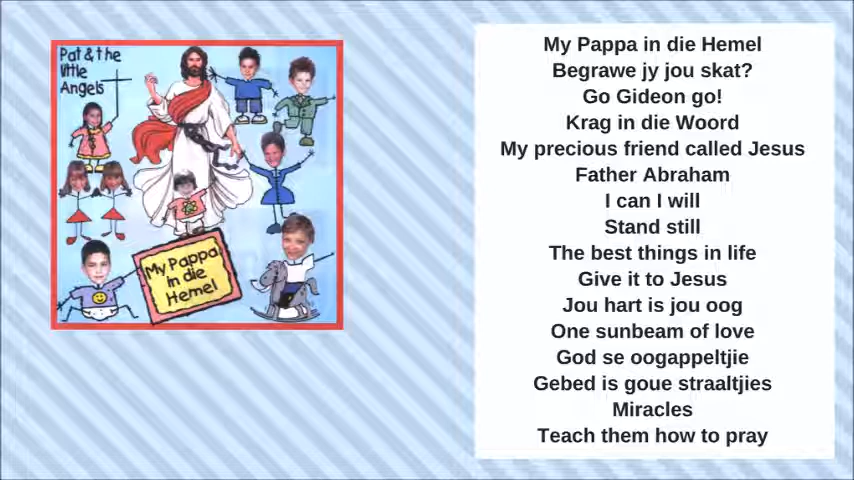 Pat & the
little
Angels
My Pappa
in die
Hemel
My Pappa in die Hemel
Begrawe jy jou skat?
Go Gideon go!
Krag in die Woord
My precious friend called Jesus
Father Abraham
I can I will
Stand still
The best things in life
Give it to Jesus
Jou hart is jou oog
One sunbeam of love
God se oogappeltjie
Gebed is goue straaltjies
Miracles
Teach them how to pray